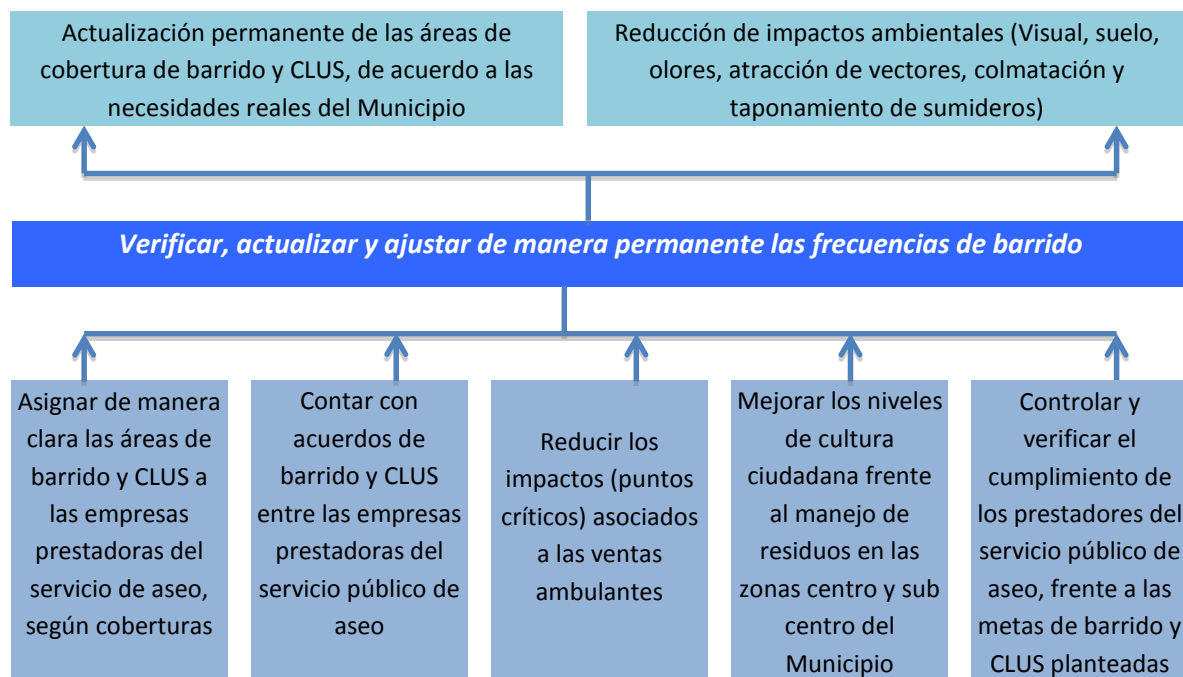 Actualización permanente de las áreas de
cobertura de barrido y CLUS, de acuerdo a las
necesidades reales del Municipio
Reducción de impactos ambientales (Visual, suelo,
olores, atracción de vectores, colmatación y
taponamiento de sumideros)
Verificar, actualizar y ajustar de manera permanente las frecuencias de barrido
Asignar de manera
clara las áreas de
barrido y CLUS a
las empresas
prestadoras del
servicio de aseo,
según coberturas
Contar con
acuerdos de
barrido y CLUS
entre las empresas
prestadoras del
servicio público de
aseo
Reducir los
impactos (puntos
críticos) asociados
a las ventas
ambulantes
Mejorar los niveles
de cultura
ciudadana frente
al manejo de
residuos en las
zonas centro y sub
centro del
Municipio
Controlar y
verificar el
cumplimiento de
los prestadores del
servicio público de
aseo, frente a las
metas de barrido y
CLUS planteadas